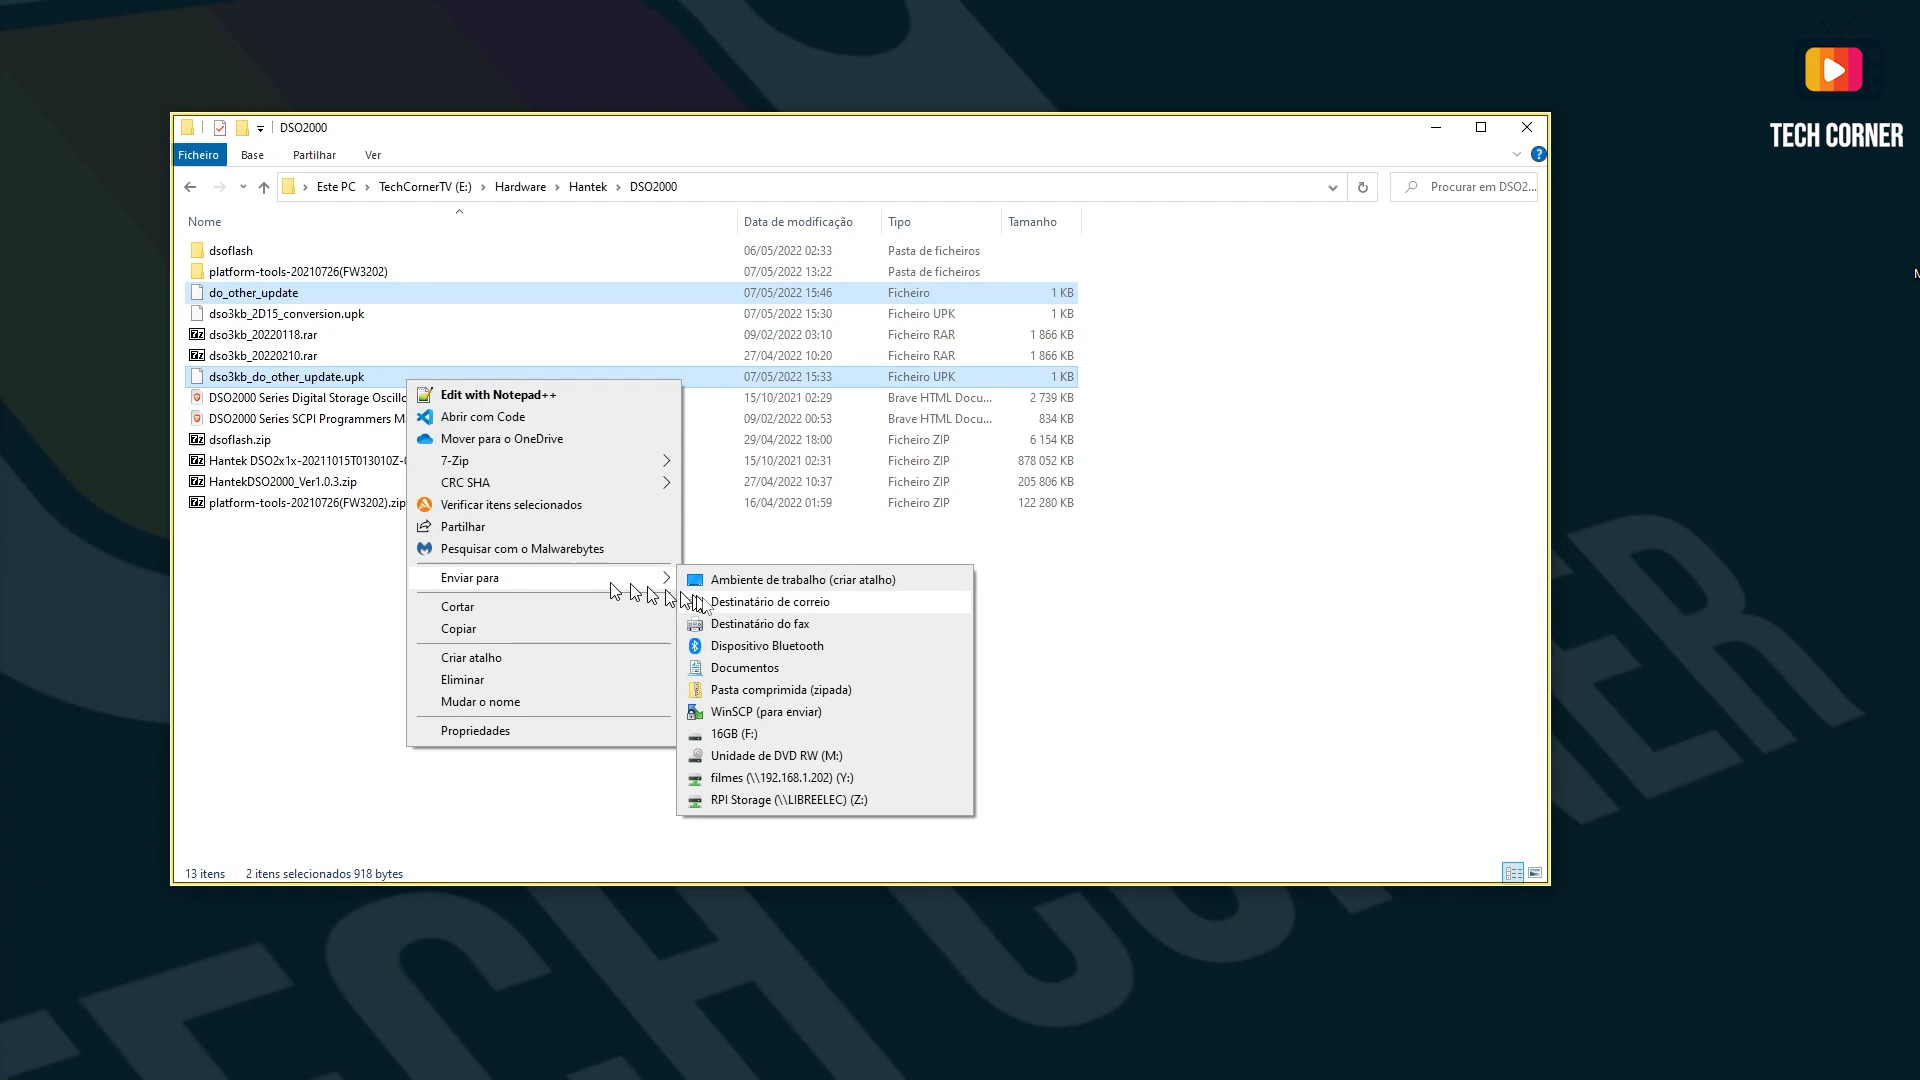 TECH CORNER
DSO2000
Ficheiro Base Partilhar Ver
Este PC > TechCornerTV (E:) > Hardware > Hantek > DSO2000
Procurar em DSO2...
Nome Data de modificação Tipo Tamanho
dsoflash 06/05/2022 02:33 Pasta de ficheiros
platform-tools-20210726(FW3202) 07/05/2022 13:22 Pasta de ficheiros
do_other_update 07/05/2022 15:46 Ficheiro 1 KB
dso3kb_2D15_conversion.upk 07/05/2022 15:30 Ficheiro UPK 1 KB
dso3kb_20220118.rar 09/02/2022 03:10 Ficheiro RAR 1 866 KB
dso3kb_20220210.rar 27/04/2022 10:20 Ficheiro RAR 1 866 KB
dso3kb_do_other_update.upk 07/05/2022 15:33 Ficheiro UPK 1 KB
DSO2000 Series Digital Storage Oscillo 15/10/2021 02:29 Brave HTML Docu... 2 739 KB
DSO2000 Series SCPI Programmers M 09/02/2022 00:53 Brave HTML Docu... 834 KB
dsoflash.zip 29/04/2022 18:00 Ficheiro ZIP 6 154 KB
Hantek DSO2x1x-20211015T013010Z- 15/10/2021 02:31 Ficheiro ZIP 878 052 KB
HantekDSO2000_Ver1.0.3.zip 27/04/2022 10:37 Ficheiro ZIP 205 806 KB
platform-tools-20210726(FW3202).zip 16/04/2022 01:59 Ficheiro ZIP 122 280 KB
Edit with Notepad++
Abrir com Code
Mover para o OneDrive
7-Zip
CRC SHA
Verificar itens selecionados
Partilhar
Pesquisar com o Malwarebytes
Enviar para
Cortar
Copiar
Criar atalho
Eliminar
Mudar o nome
Propriedades
Ambiente de trabalho (criar atalho)
Destinatário de correio
Destinatário do fax
Dispositivo Bluetooth
Documentos
Pasta comprimida (zipada)
WinSCP (para enviar)
16GB (F:)
Unidade de DVD RW (M:)
filmes (\\192.168.1.202) (Y:)
RPI Storage (\\LIBREELEC) (Z:)
13 itens 2 itens selecionados 918 bytes
TECH CORNER